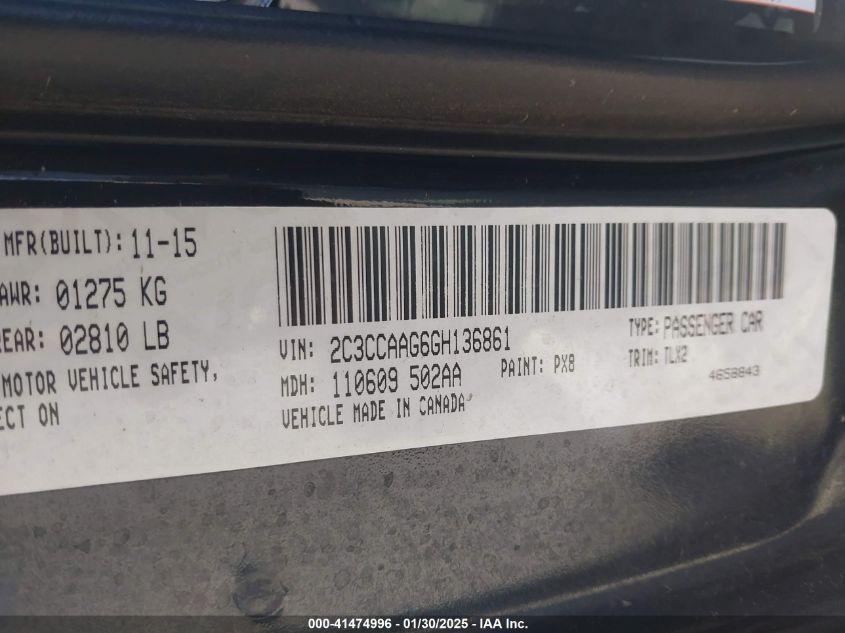 MFR(BUILT): 11-15
AWR: 01275 KG
REAR: 02810 LB
MOTOR VEHICLE SAFETY,
ECT ON
VIN: 2C3CCAAG6GH136861
MDH: 110609 502AA
PAINT: PX8
VEHICLE MADE IN CANADA
TYPE: PASSENGER CAR
TRIM: TLX2
4658843
000-41474996 - 01/30/2025 - IAA Inc.